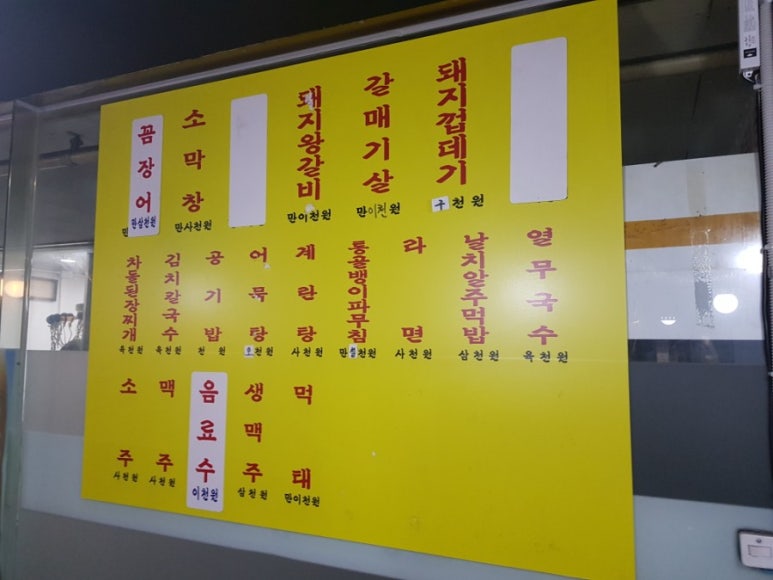 꼼장어
만삼천원
소막창
만사천원
돼지왕갈비
만이천원
갈매기살
만이천원
돼지껍데기
구천원
차돌된장찌개
육천원
김치칼국수
육천원
공기밥
천원
어묵탕
오천원
계란탕
사천원
통골뱅이파무침
라면
사천원
날치알주먹밥
삼천원
열무국수
육천원
소주
사천원
맥주
사천원
음료수
이천원
생맥주
삼천원
먹태
만이천원